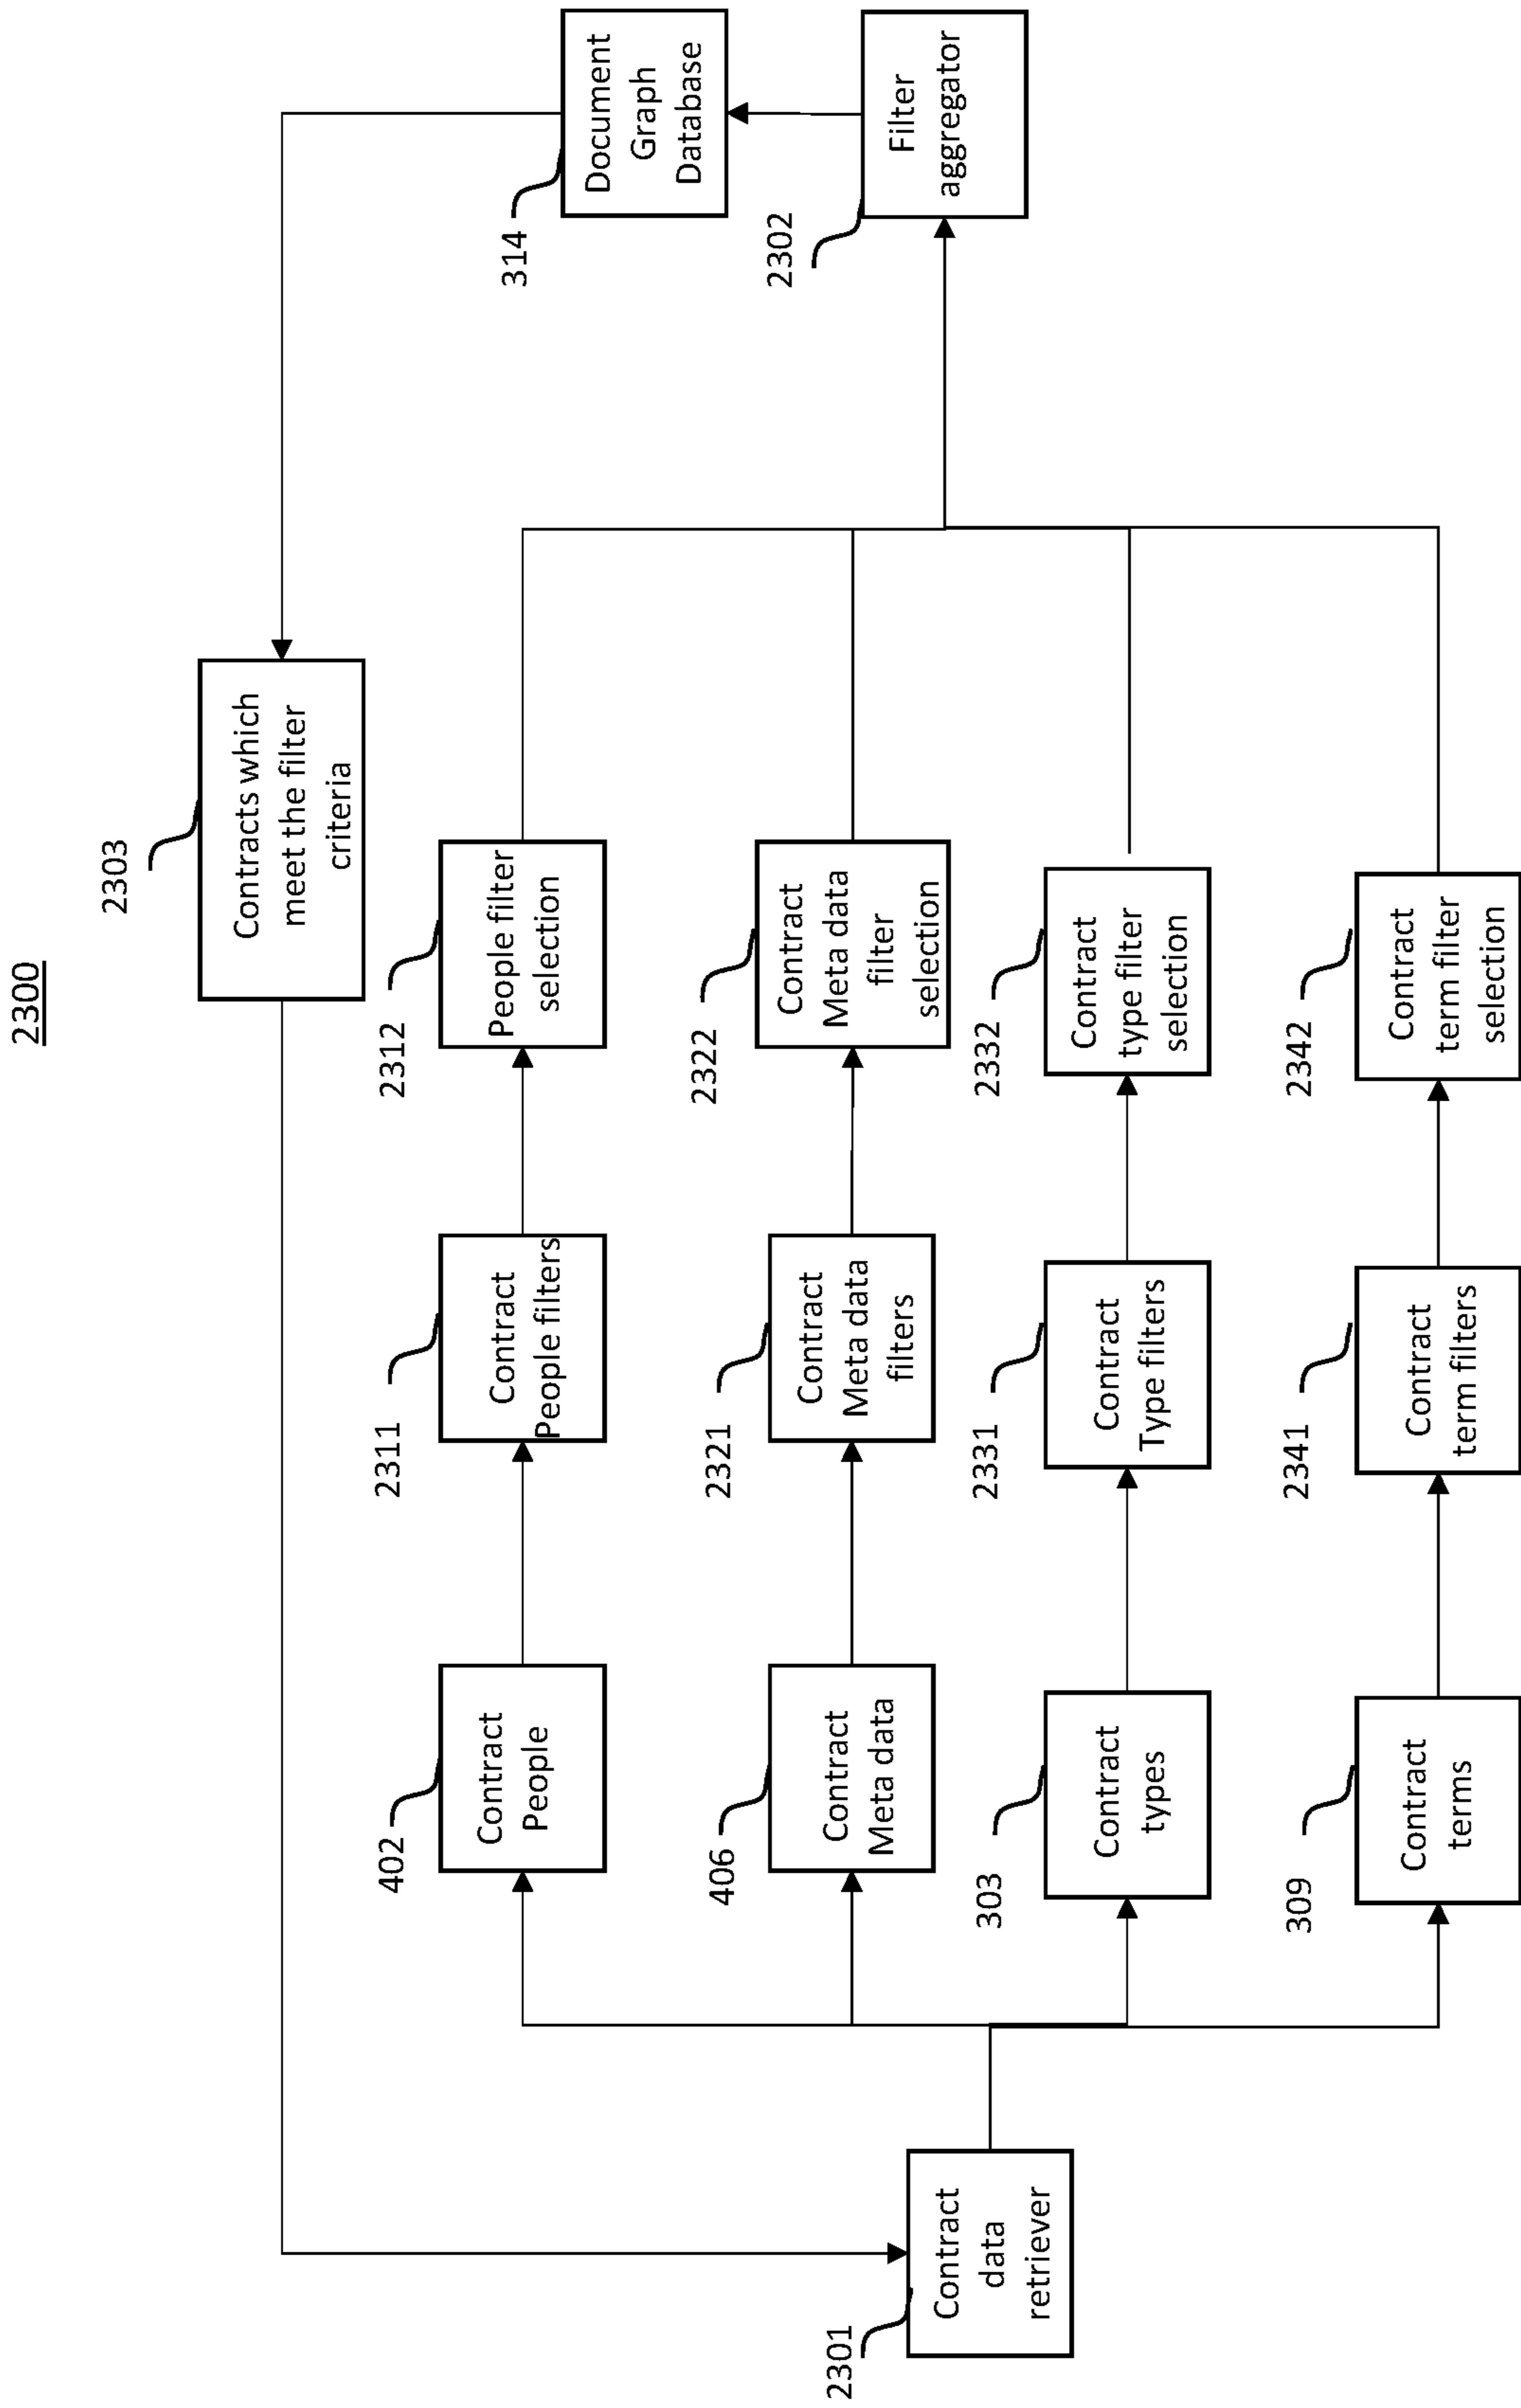 2300
2303
Contracts which
meet the filter
criteria
314
Document
Graph
Database
402
Contract
People
2311
Contract
People filters
2312
People filter
selection
2302
Filter
aggregator
406
Contract
Meta data
2321
Contract
Meta data
filters
2322
Contract
Meta data
filter
selection
2301
Contract
data
retriever
303
Contract
types
2331
Contract
Type filters
2332
Contract
type filter
selection
309
Contract
terms
2341
Contract
term filters
2342
Contract
term filter
selection